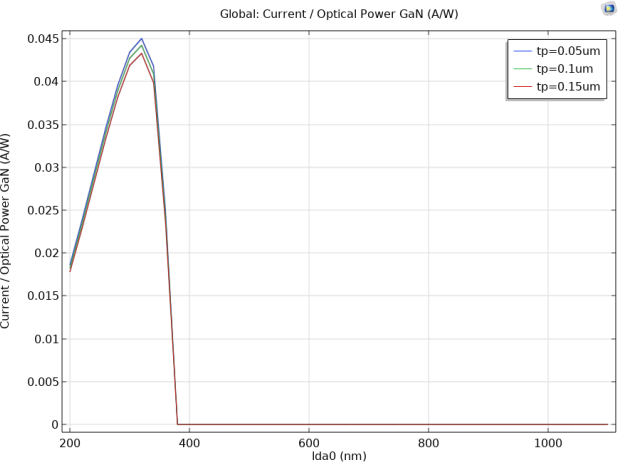 Global: Current / Optical Power GaN (A/W)
0.045
0.04
0.035
0.03
0.025
0.02
0.015
0.01
0.005
0
Current / Optical Power GaN (A/W)
tp=0.05um
tp=0.1um
tp=0.15um
200
400
600
800
1000
lda0 (nm)